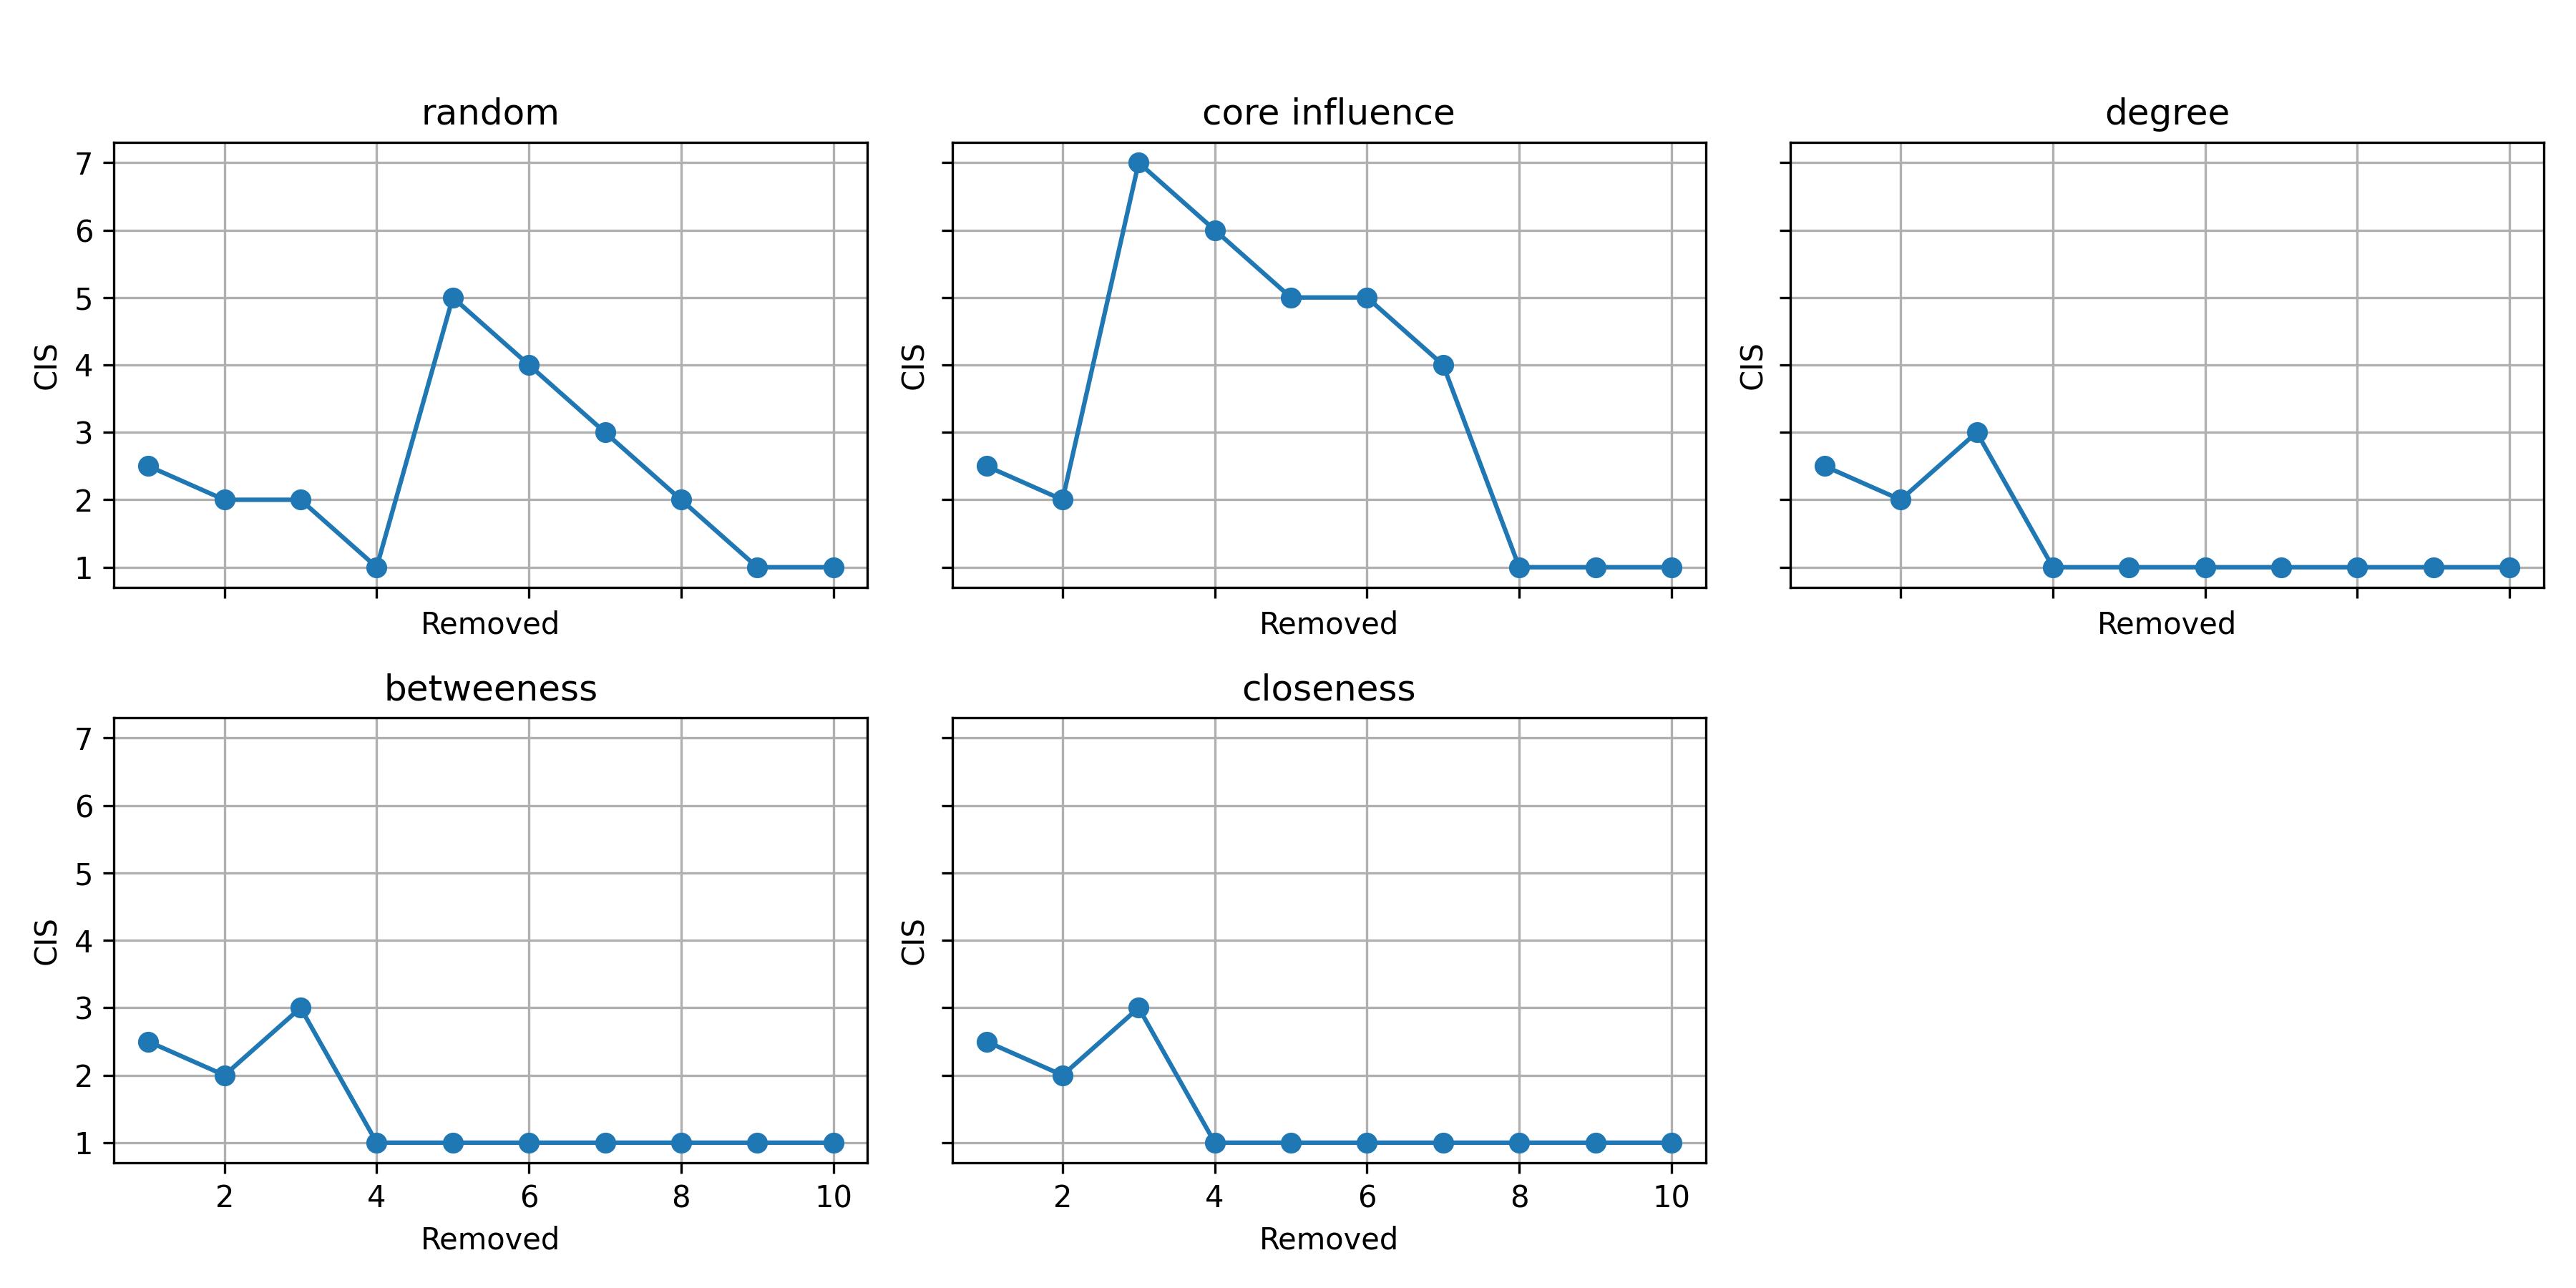 random
core influence
degree
7
6
5
4
3
2
1
CIS
CIS
CIS
Removed
Removed
Removed
betweeness
closeness
7
6
5
4
3
2
1
CIS
CIS
2 4 6 8 10
2 4 6 8 10
Removed
Removed